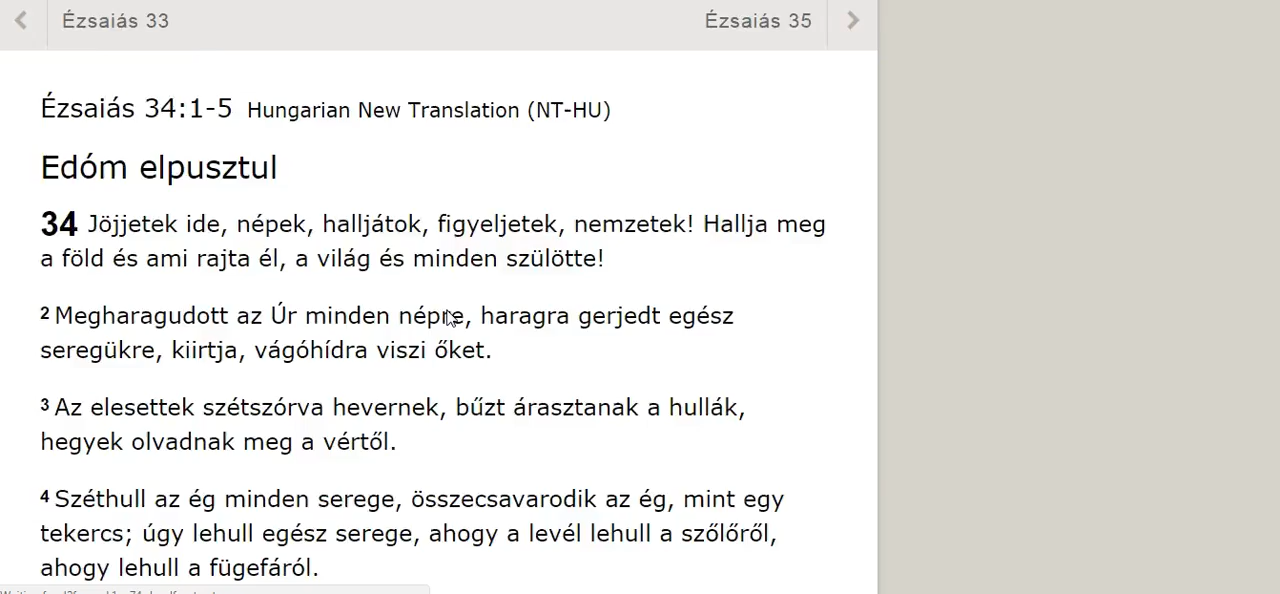 Ézsaiás 33
Ézsaiás 35
Ézsaiás 34:1-5 Hungarian New Translation (NT-HU)
Edóm elpusztul
34 Jöjjetek ide, népek, halljátok, figyeljetek, nemzetek! Hallja meg
a föld és ami rajta él, a világ és minden szülötte!
2 Megharagudott az Úr minden népre, haragra gerjedt egész
seregükre, kiirtja, vágóhídra viszi őket.
3 Az elesettek szétszórva hevernek, bűzt árasztanak a hullák,
hegyek olvadnak meg a vértől.
4 Széthull az ég minden serege, összecsavarodik az ég, mint egy
tekercs; úgy lehull egész serege, ahogy a levél lehull a szőlőről,
ahogy lehull a fügefáról.